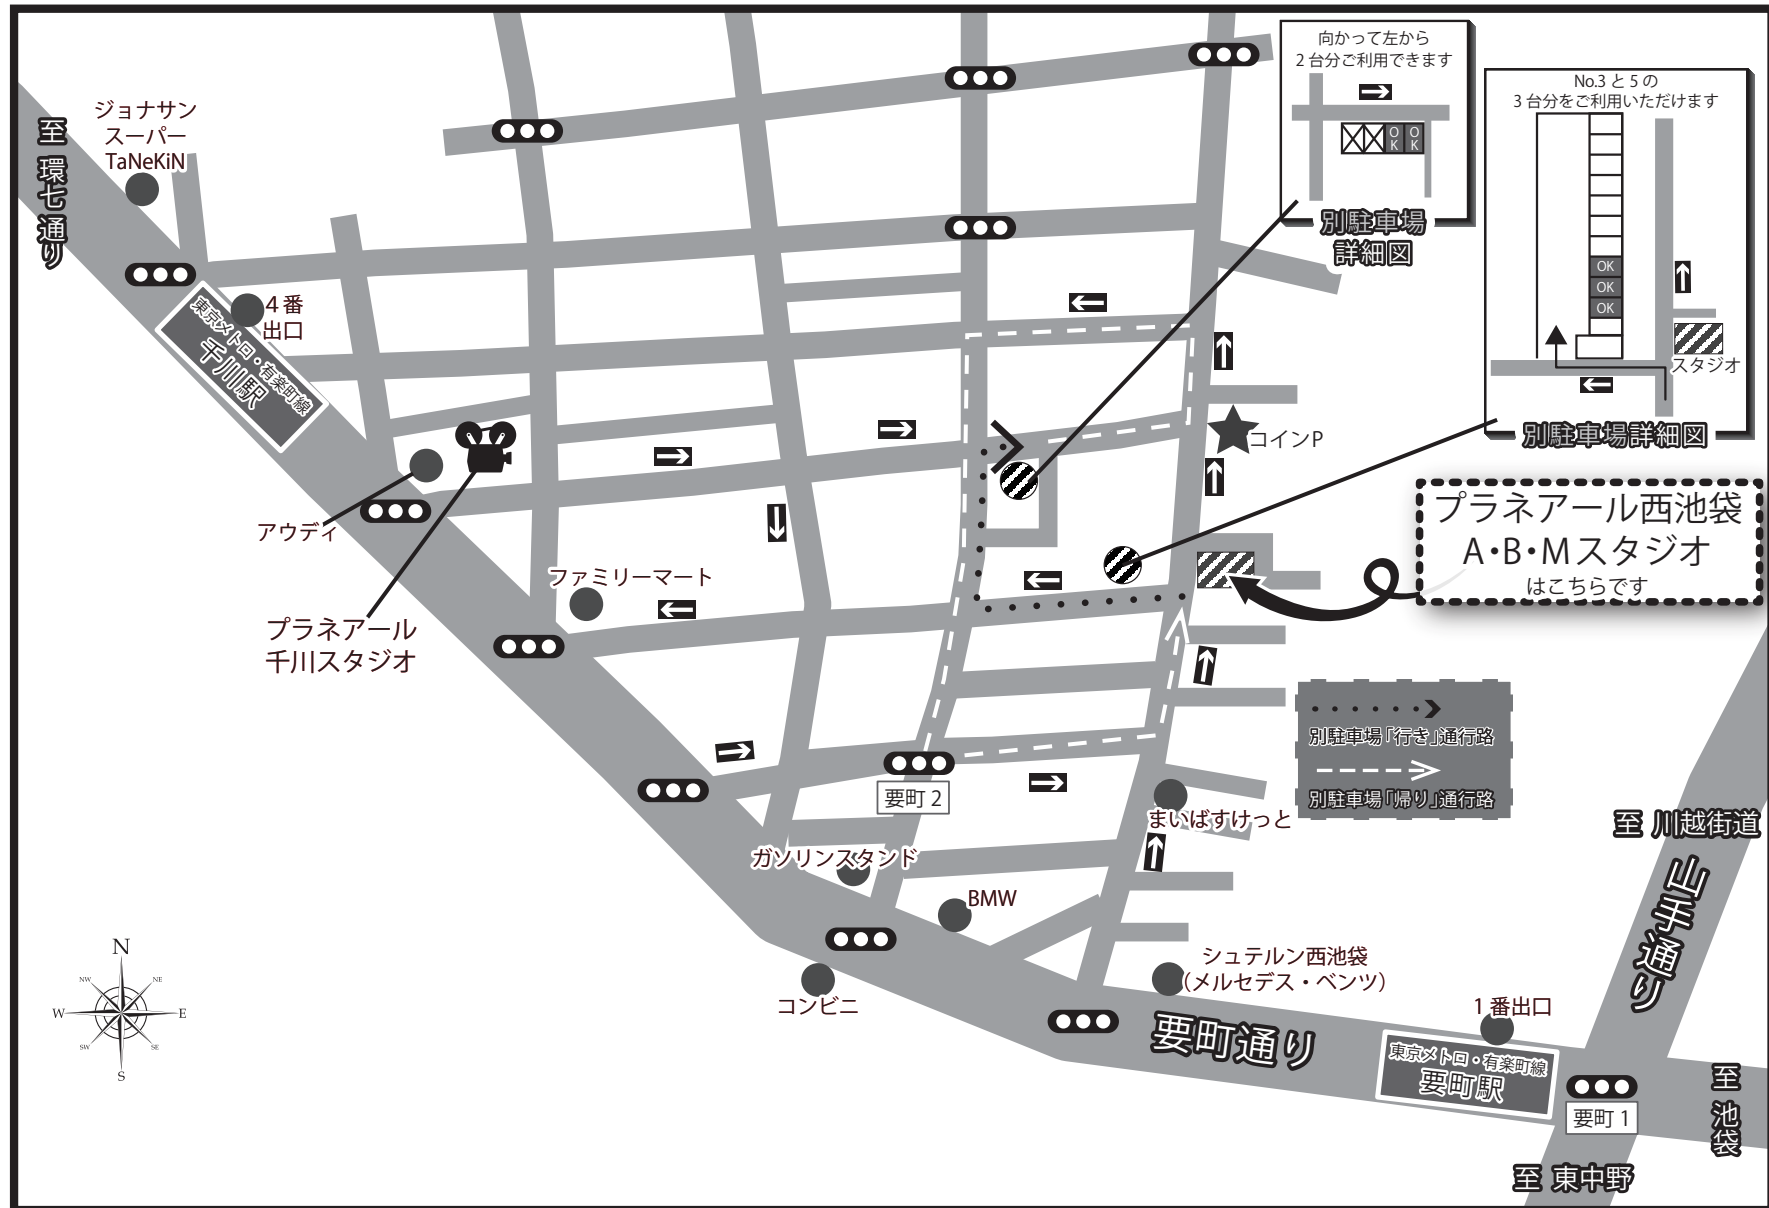 向かって左から
2台分ご利用できます
OK
OK
別駐車場
詳細図
No.3と5の
3台分をご利用いただけます
OK
OK
OK
スタジオ
別駐車場詳細図
ジョナサン
スーパー
TaNeKiN
至 環七通り
4番
出口
東京メトロ・有楽町線
千川駅
アウディ
プラネアール
千川スタジオ
ファミリーマート
コインP
プラネアール西池袋
A・B・Mスタジオ
はこちらです
別駐車場「行き」通行路
別駐車場「帰り」通行路
要町2
まいばすけっと
ガソリンスタンド
BMW
コンビニ
シュテルン西池袋
(メルセデス・ベンツ)
至 川越街道
山手通り
要町通り
1番出口
東京メトロ・有楽町線
要町駅
要町1
至 池袋
至 東中野
N
NW
NE
W
E
SW
SE
S